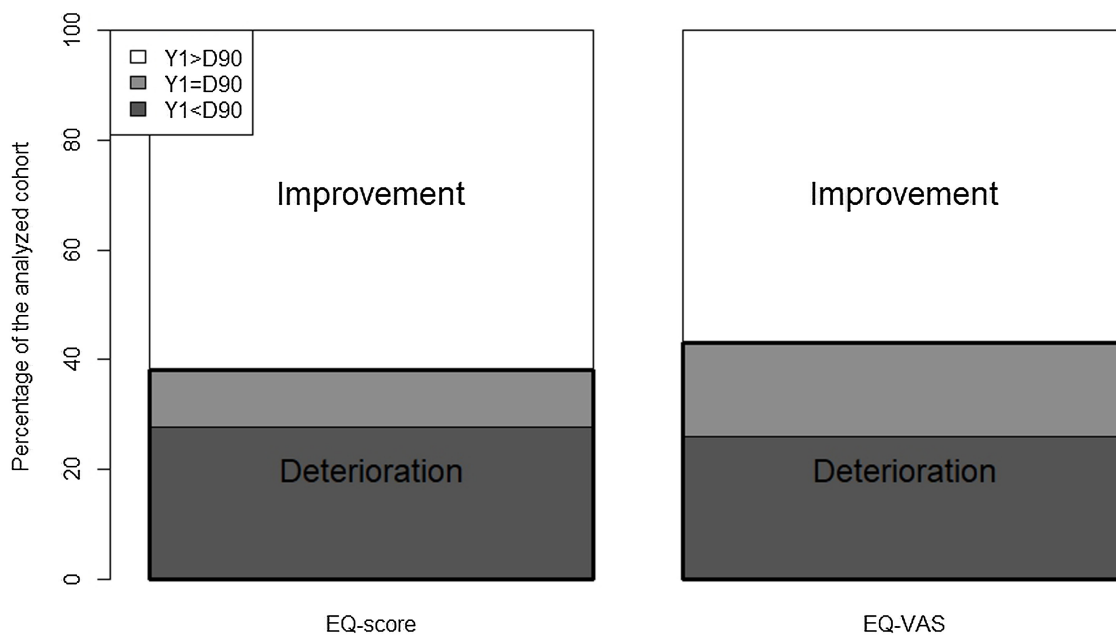 Percentage of the analyzed cohort
100
80
60
40
20
0
Y1>D90
Y1=D90
Y1<D90
Improvement
Deterioration
EQ-score
Improvement
Deterioration
EQ-VAS